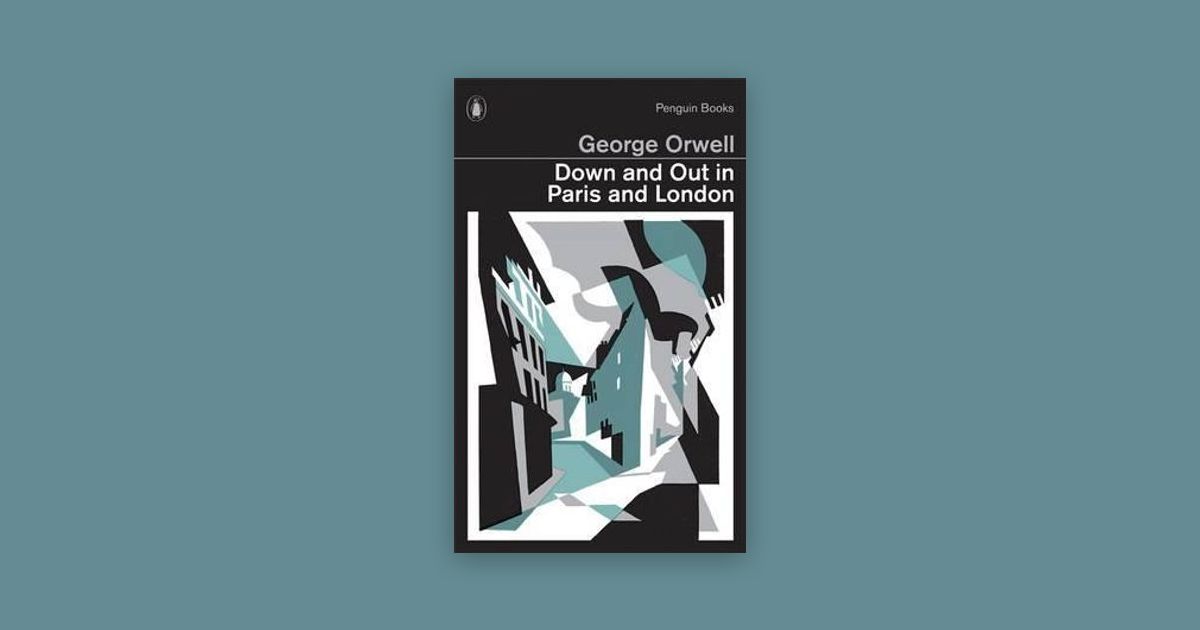 Penguin Books
George Orwell
Down and Out in
Paris and London